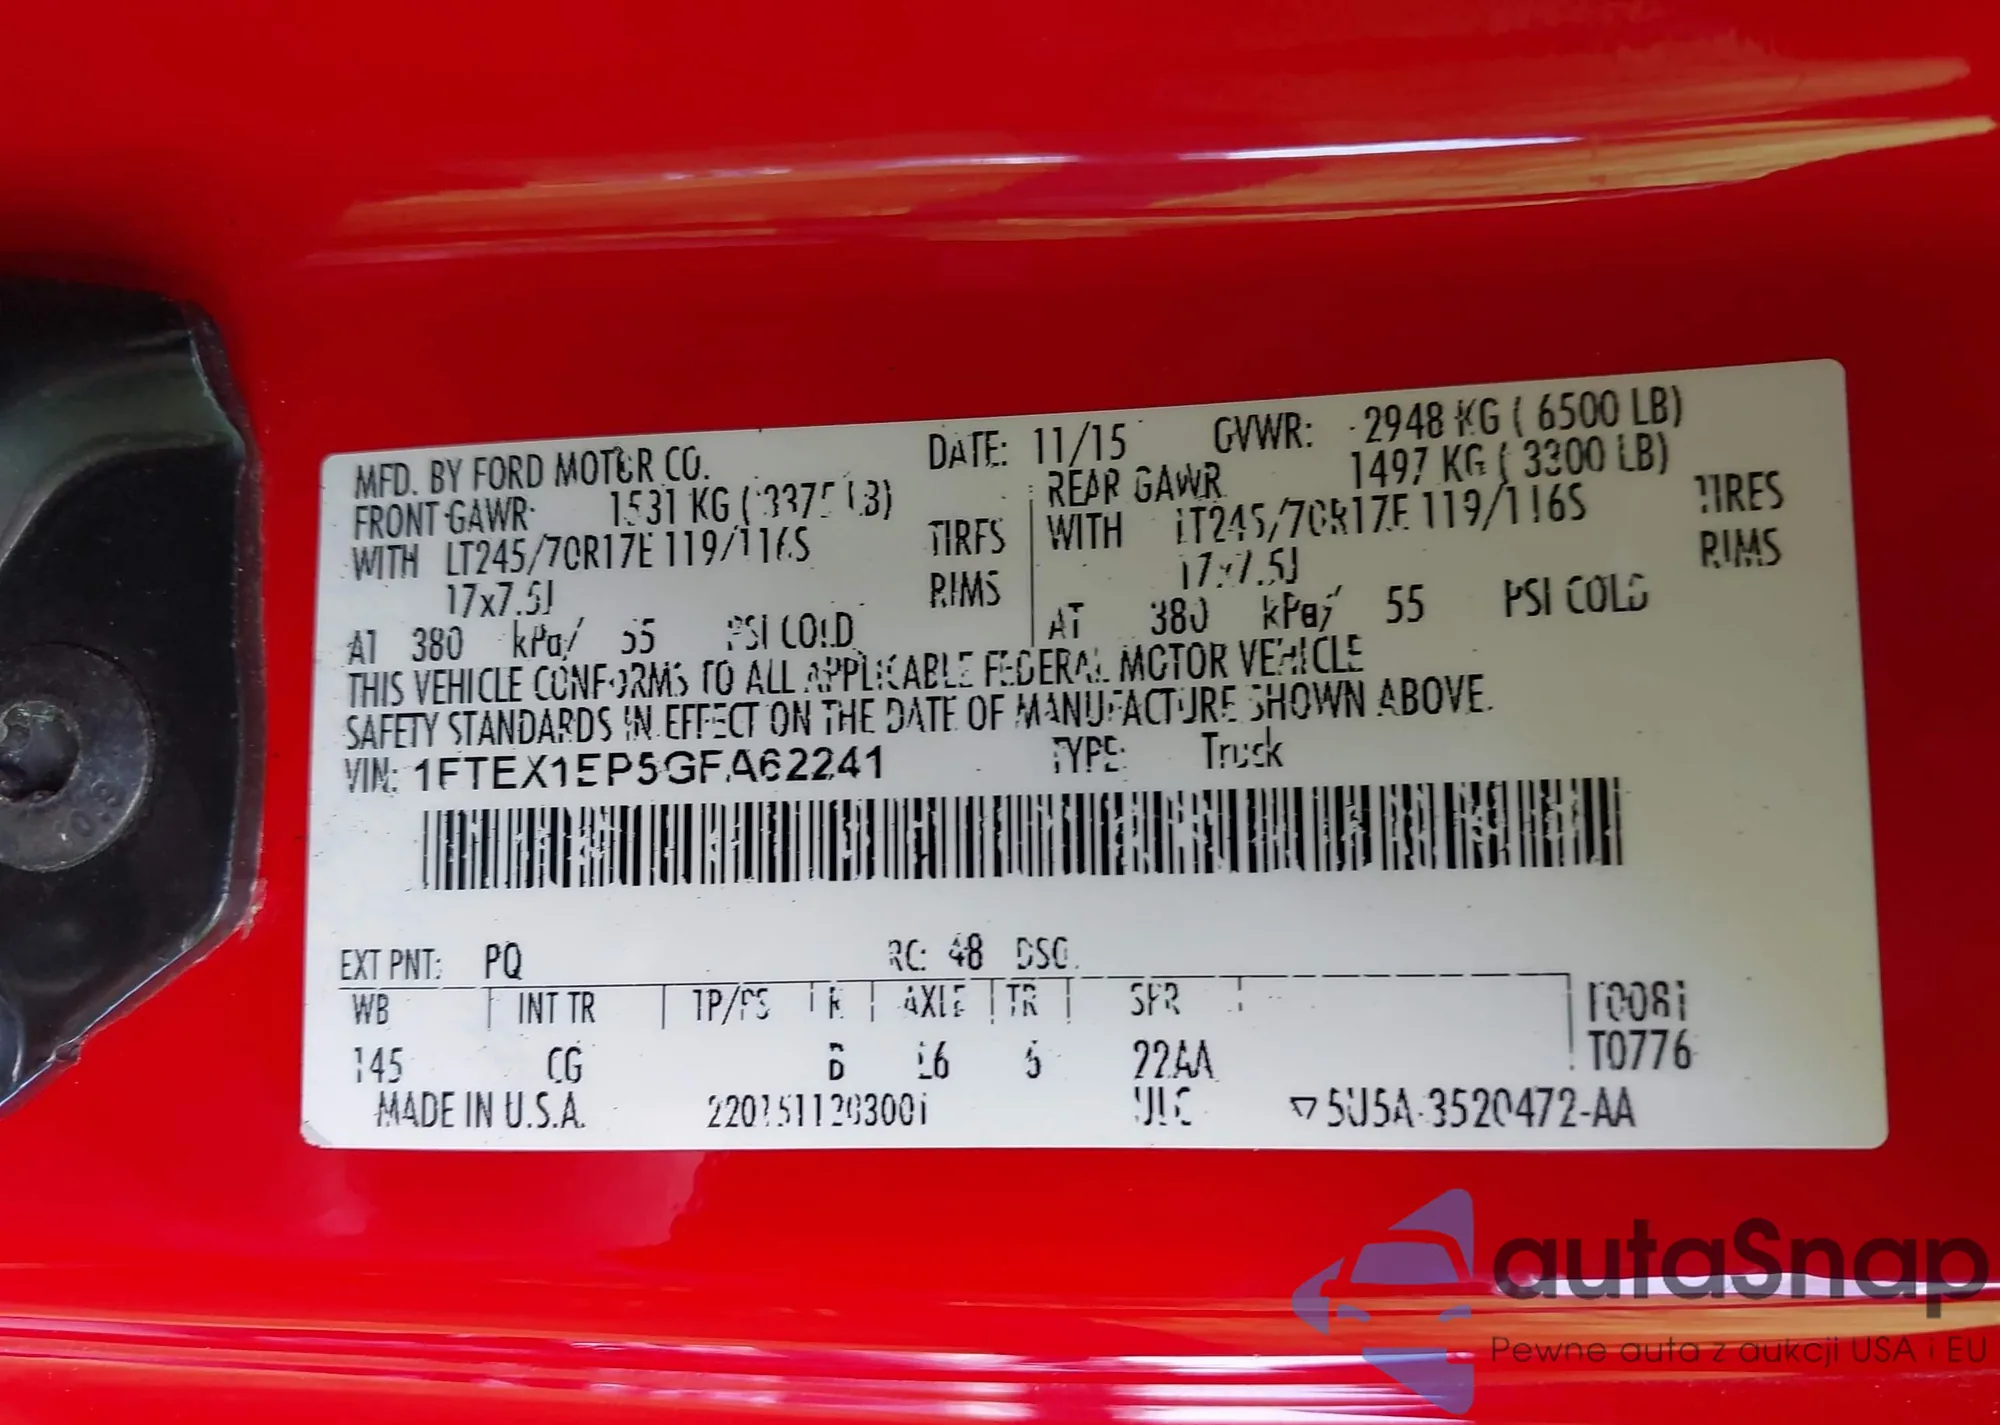 MFD. BY FORD MOTOR CO. DATE: 11/15 GVWR: 2948 KG ( 6500 LB)
FRONT GAWR: 1531 KG ( 3375 LB) REAR GAWR 1497 KG ( 3300 LB)
WITH LT245/70R17E 119/116S TIRES WITH LT245/70R17E 119/116S TIRES
17x7.5J RIMS 17x7.5J RIMS
AT 380 kPa/ 55 PSI COLD AT 380 kPa/ 55 PSI COLD
THIS VEHICLE CONFORMS TO ALL APPLICABLE FEDERAL MOTOR VEHICLE
SAFETY STANDARDS IN EFFECT ON THE DATE OF MANUFACTURE SHOWN ABOVE.
VIN: 1FTEX1EP5GFA62241 TYPE: Truck
EXT PNT: PQ RC: 48 DSO:
WB INT TR TP/PS R AXLE TR SPR T0081
145 CG B L6 6 22AA T0776
MADE IN U.S.A. 2201511203001 ▽5U5A-3520472-AA
autaSnap
Pewne auta z aukcji USA i EU